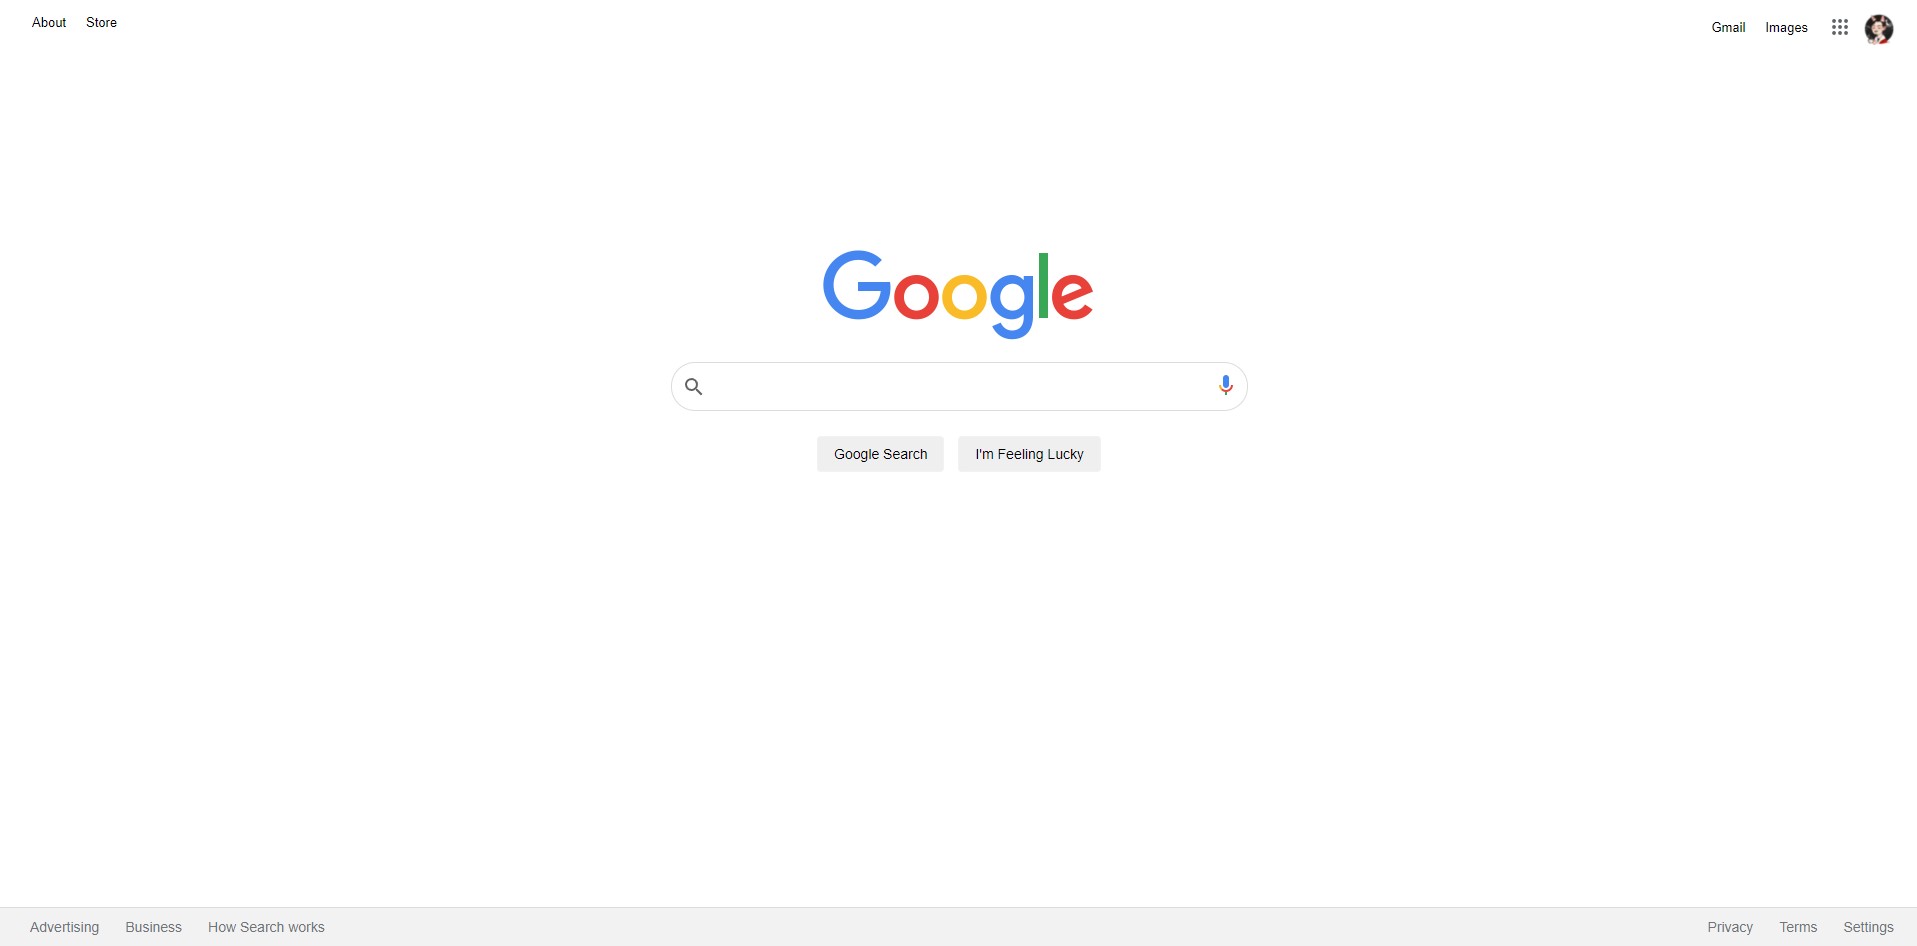 About Store
Gmail Images
Google
Google Search I'm Feeling Lucky
Advertising Business How Search works
Privacy Terms Settings